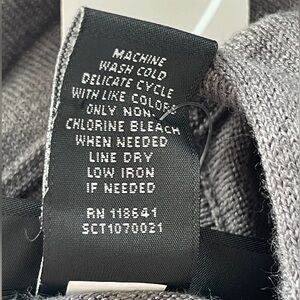 MACHINE
WASH COLD
DELICATE CYCLE
WITH LIKE COLORS
ONLY NON-
CHLORINE BLEACH
WHEN NEEDED
LINE DRY
LOW IRON
IF NEEDED
RN 118641
SCT1070021